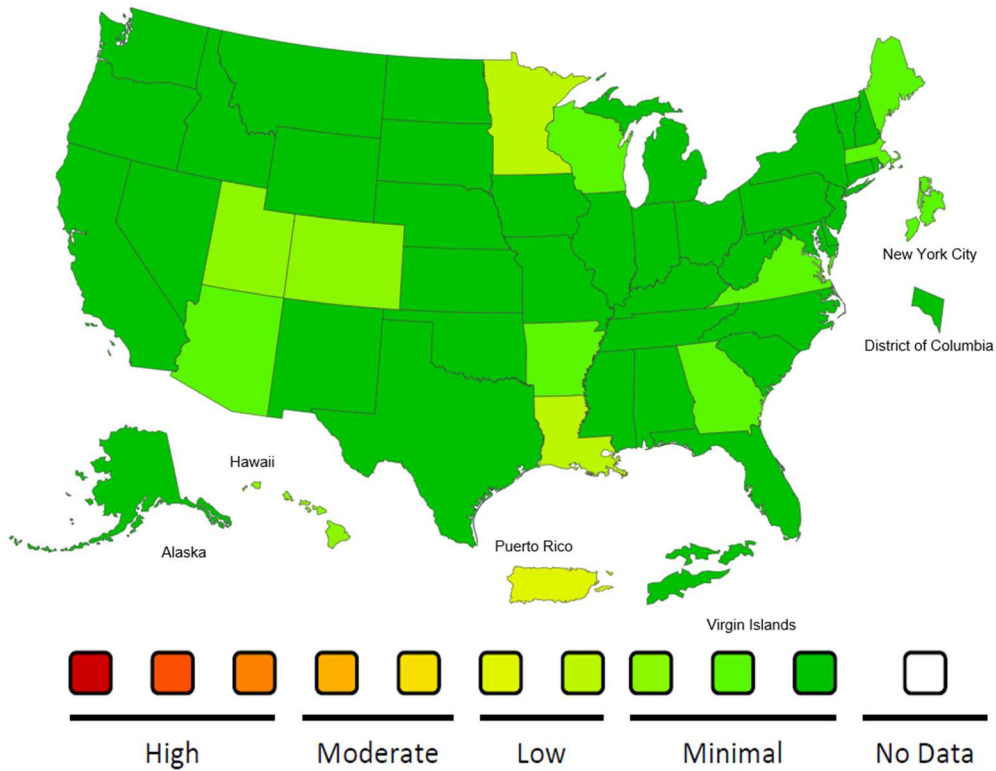 New York City
District of Columbia
Hawaii
Alaska
Puerto Rico
Virgin Islands
High
Moderate
Low
Minimal
No Data